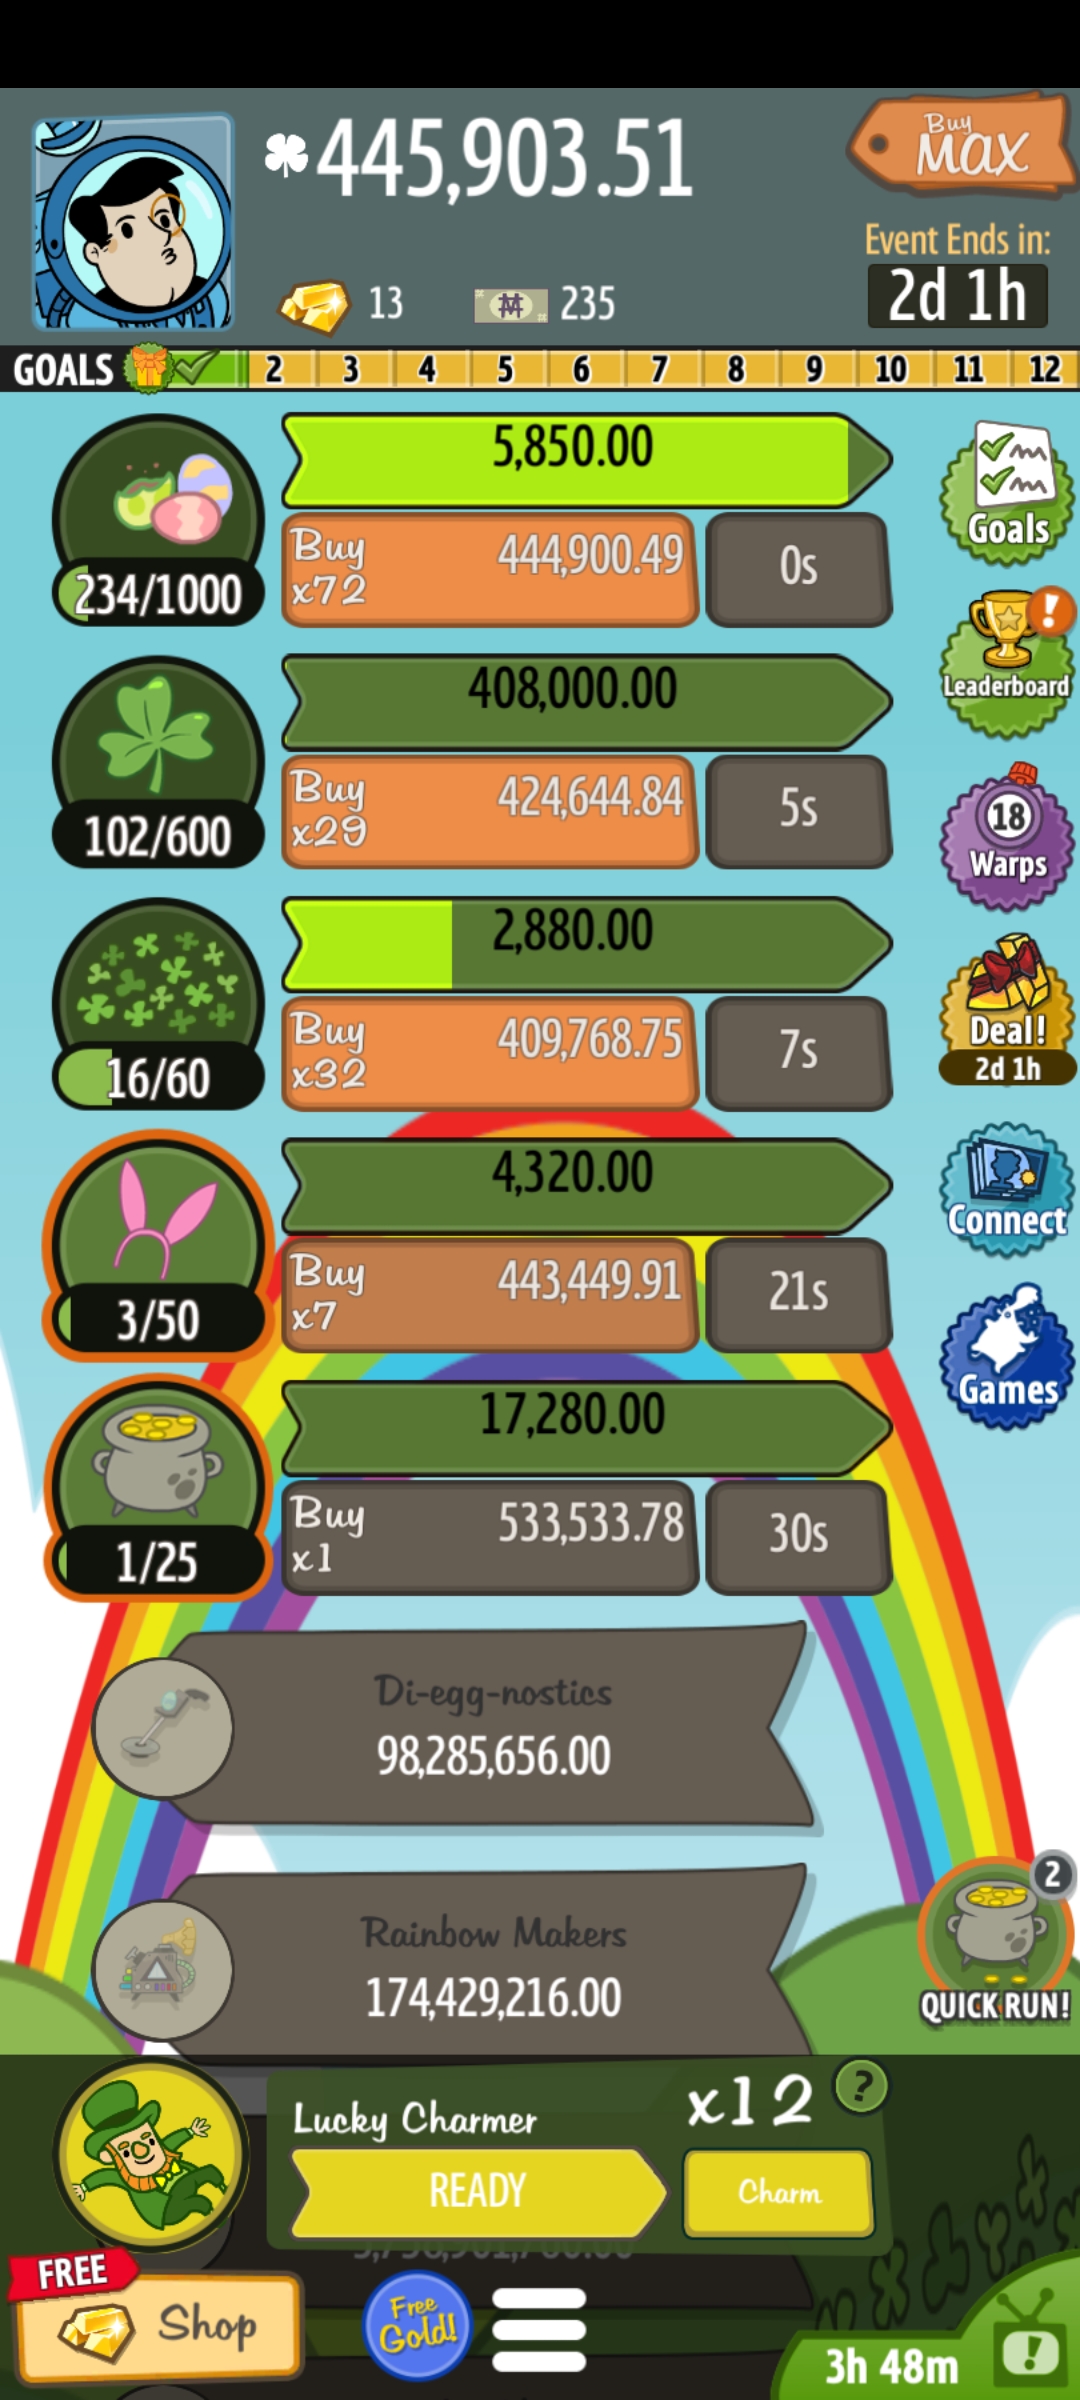 445,903.51
Buy
MAX
13
235
Event Ends in:
2d 1h
GOALS 2 3 4 5 6 7 8 9 10 11 12
5,850.00
Buy
x72
444,900.49
0s
234/1000
Goals
408,000.00
Buy
x29
424,644.84
5s
102/600
!
Leaderboard
18
Warps
2,880.00
Buy
x32
409,768.75
7s
16/60
Deal!
2d 1h
4,320.00
Buy
x7
443,449.91
21s
3/50
Connect
17,280.00
Buy
x1
533,533.78
30s
1/25
Games
Di-egg-nostics
98,285,656.00
Rainbow Makers
174,429,216.00
2
QUICK RUN!
Lucky Charmer
x12
?
READY
Charm
FREE
Shop
Free
Gold!
3h 48m
!